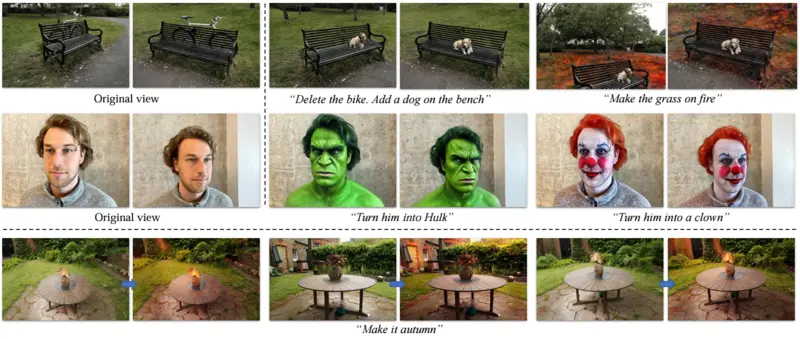 Original view
“Delete the bike. Add a dog on the bench”
“Make the grass on fire”
Original view
“Turn him into Hulk”
“Turn him into a clown”
“Make it autumn”